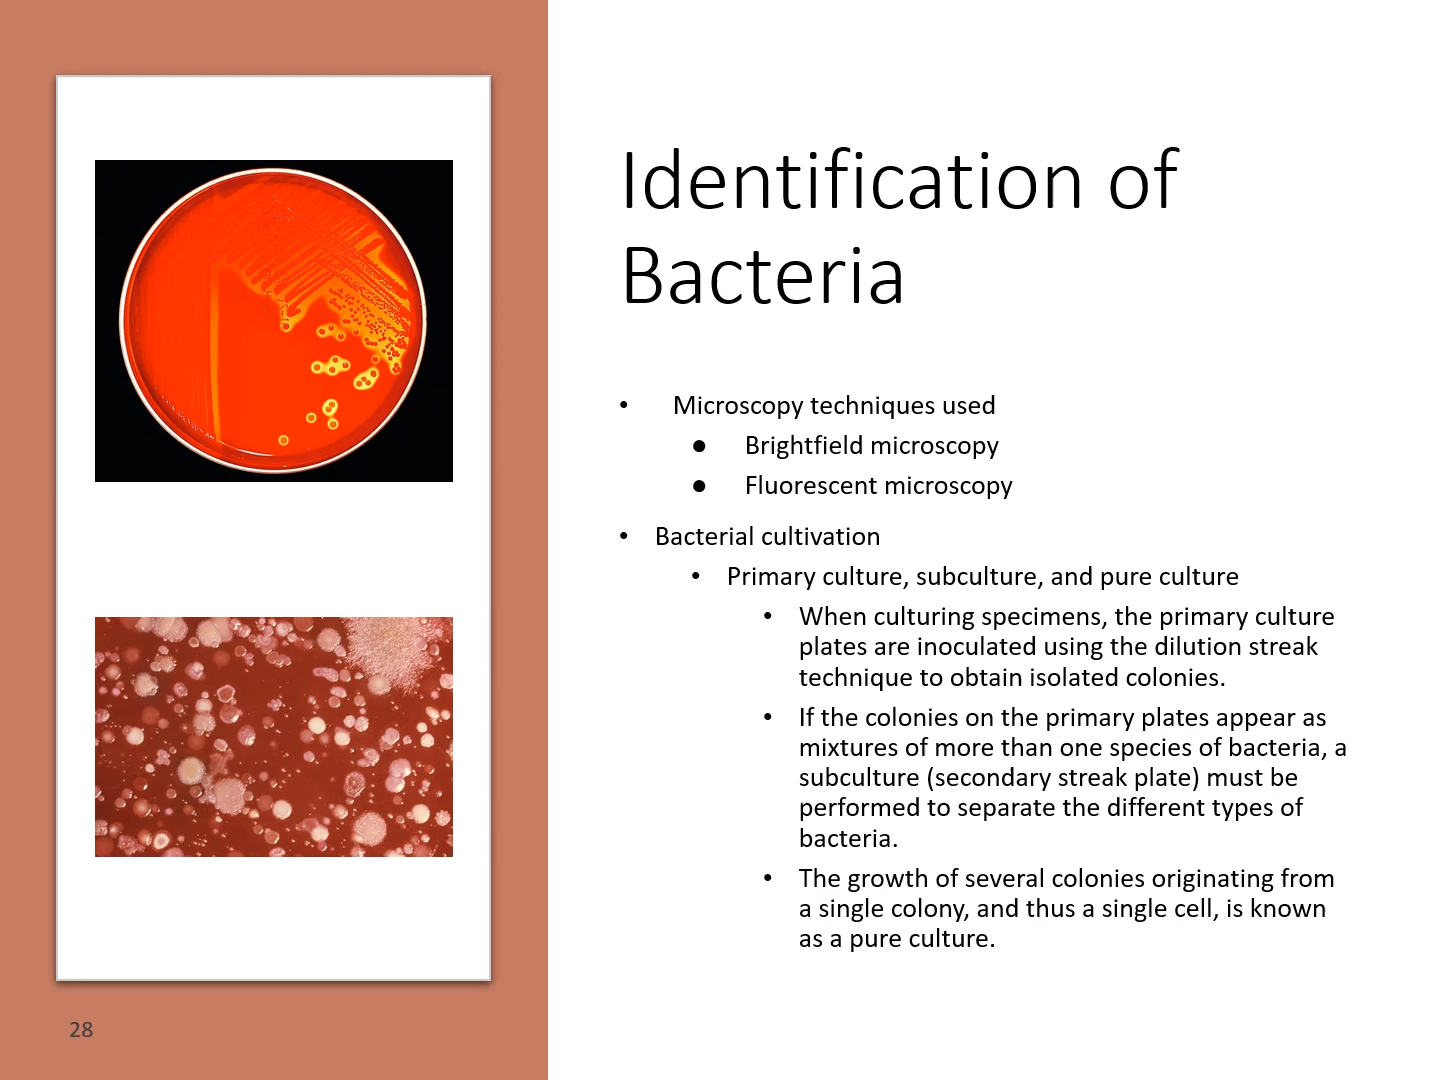 Identification of
Bacteria
• Microscopy techniques used
● Brightfield microscopy
● Fluorescent microscopy
• Bacterial cultivation
• Primary culture, subculture, and pure culture
• When culturing specimens, the primary culture
plates are inoculated using the dilution streak
technique to obtain isolated colonies.
• If the colonies on the primary plates appear as
mixtures of more than one species of bacteria, a
subculture (secondary streak plate) must be
performed to separate the different types of
bacteria.
• The growth of several colonies originating from
a single colony, and thus a single cell, is known
as a pure culture.
28